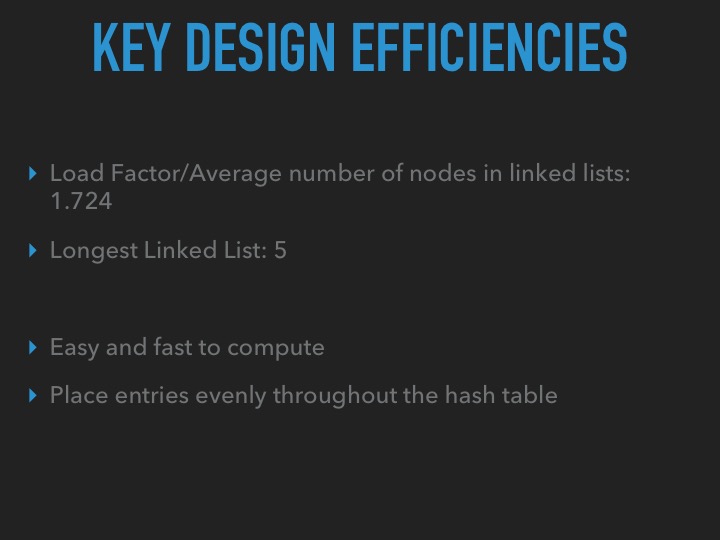 KEY DESIGN EFFICIENCIES
Load Factor/Average number of nodes in linked lists:
1.724
Longest Linked List: 5
Easy and fast to compute
Place entries evenly throughout the hash table